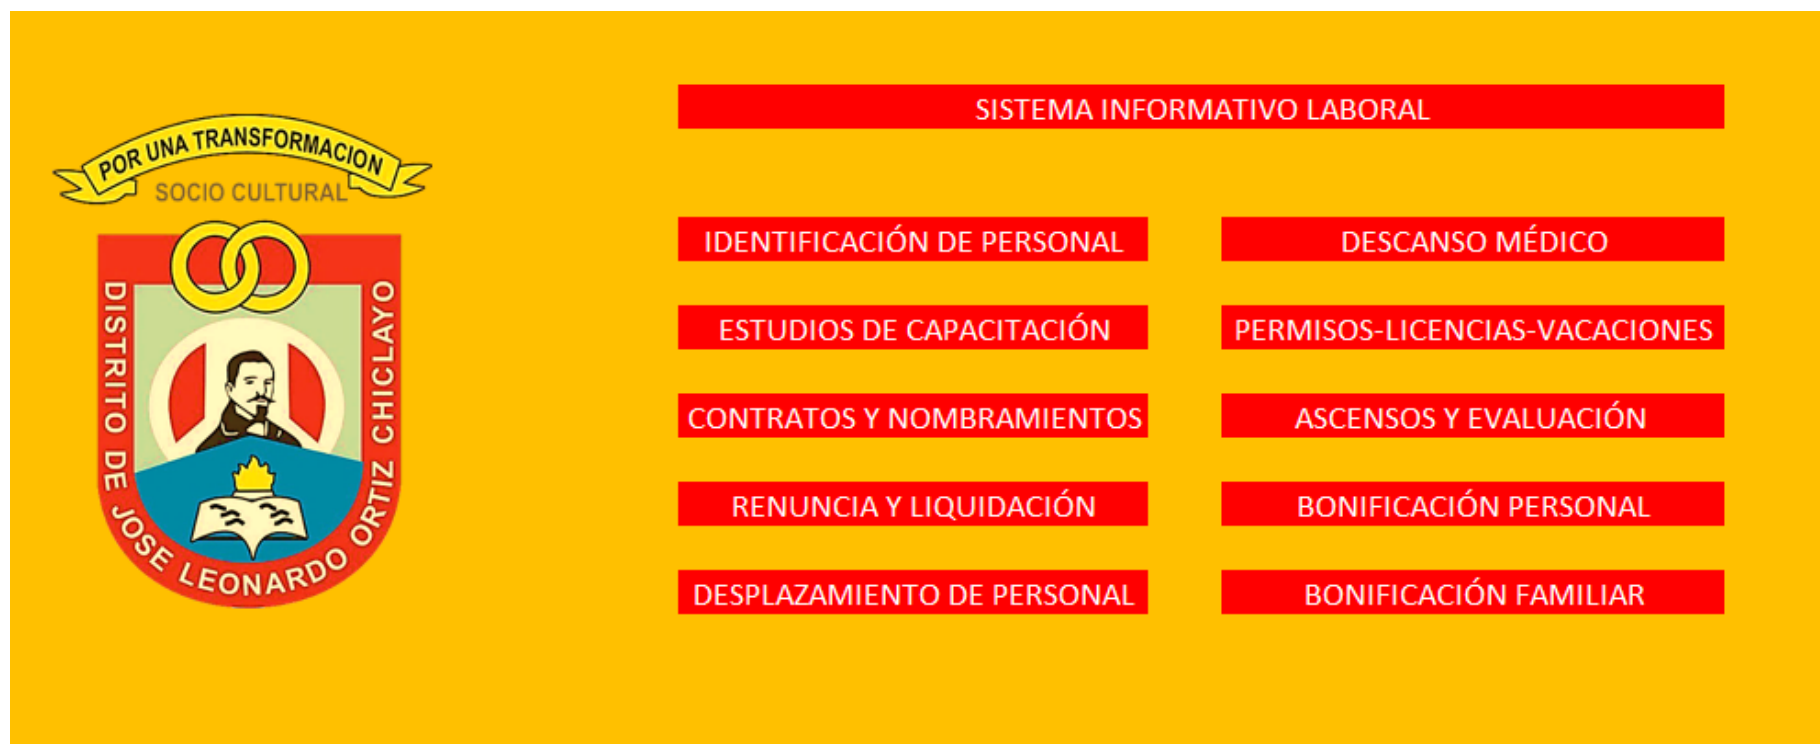 POR UNA TRANSFORMACION
SOCIO CULTURAL
DISTRITO DE JOSE LEONARDO ORTIZ CHICLAYO
SISTEMA INFORMATIVO LABORAL
IDENTIFICACIÓN DE PERSONAL
DESCANSO MÉDICO
ESTUDIOS DE CAPACITACIÓN
PERMISOS-LICENCIAS-VACACIONES
CONTRATOS Y NOMBRAMIENTOS
ASCENSOS Y EVALUACIÓN
RENUNCIA Y LIQUIDACIÓN
BONIFICACIÓN PERSONAL
DESPLAZAMIENTO DE PERSONAL
BONIFICACIÓN FAMILIAR